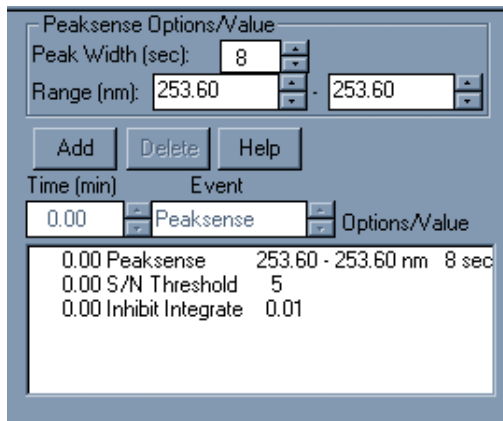 Peaksense Options/Value
Peak Width (sec): 8
Range (nm): 253.60 - 253.60
Add Delete Help
Time (min) Event
0.00 Peaksense Options/Value
0.00 Peaksense 253.60 - 253.60 nm 8 sec
0.00 S/N Threshold 5
0.00 Inhibit Integrate 0.01